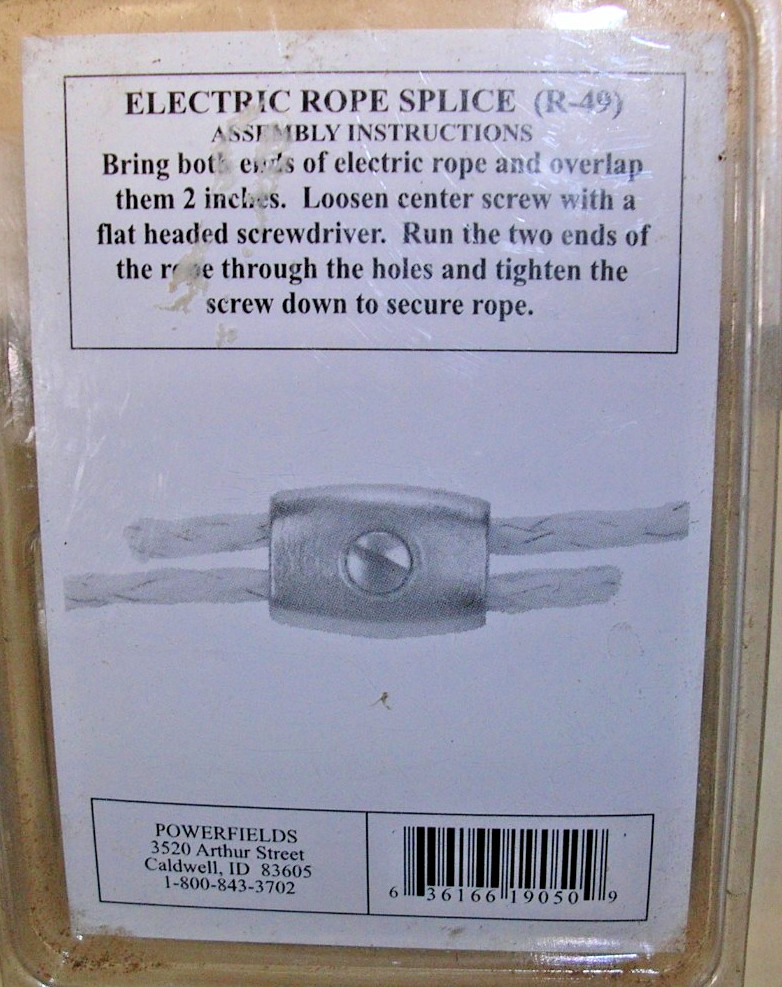 ELECTRIC ROPE SPLICE (R-49)
ASSEMBLY INSTRUCTIONS
Bring both ends of electric rope and overlap
them 2 inches. Loosen center screw with a
flat headed screwdriver. Run the two ends of
the rope through the holes and tighten the
screw down to secure rope.
POWERFIELDS
3520 Arthur Street
Caldwell, ID 83605
1-800-843-3702
6 36166 19050 9